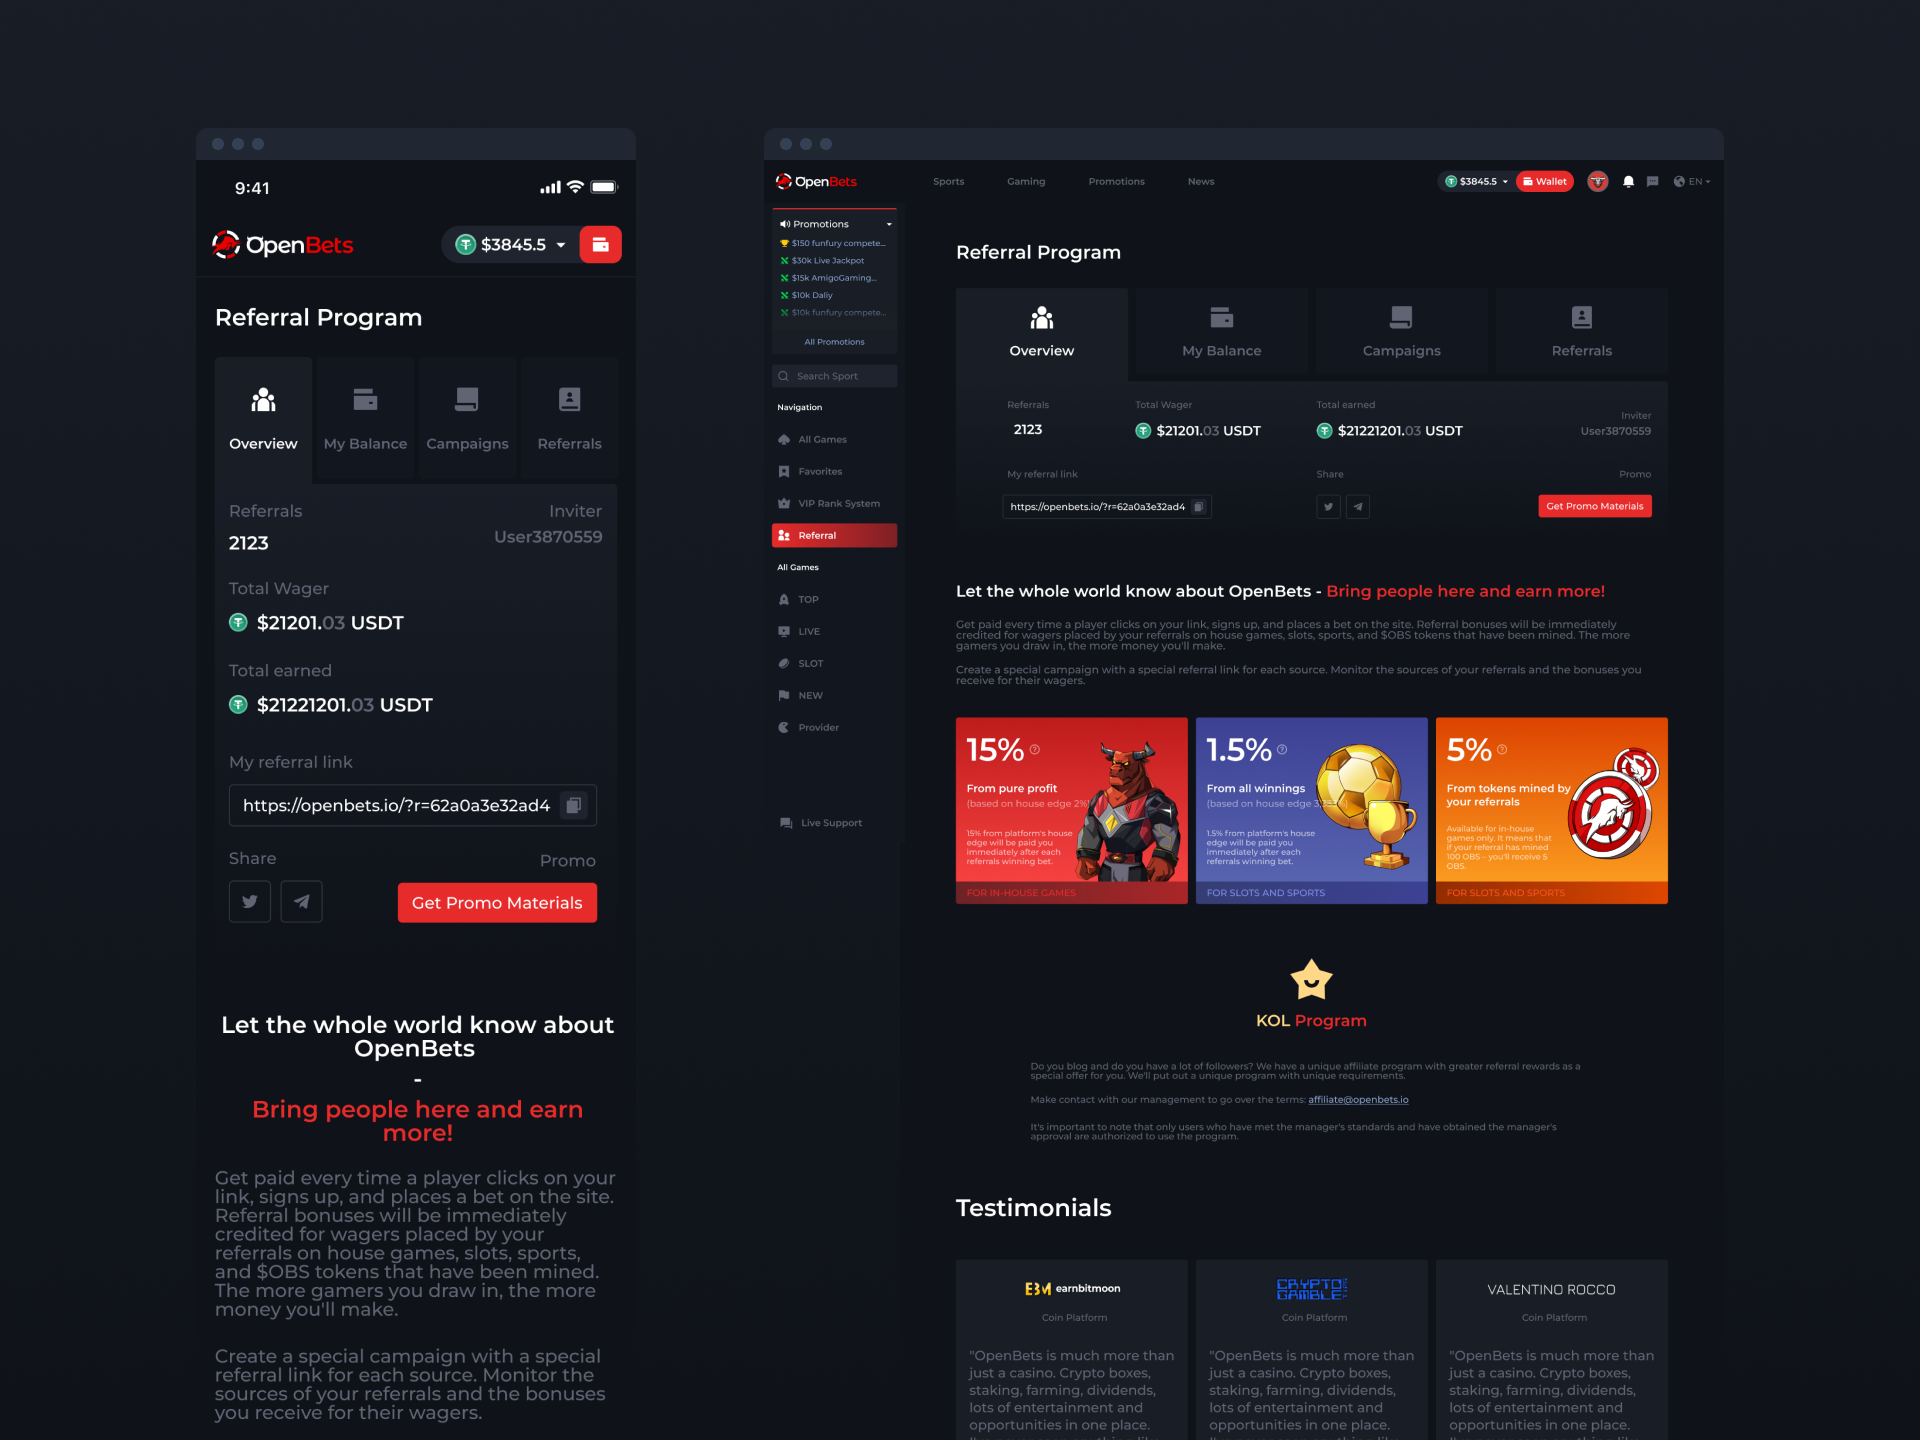 9:41
OpenBets
$3845.5
Referral Program
Overview
My Balance
Campaigns
Referrals
Referrals
Inviter
2123
User3870559
Total Wager
$21201.03 USDT
Total earned
$21221201.03 USDT
My referral link
https://openbets.io/?r=62a0a3e32ad4
Share
Promo
Get Promo Materials
Let the whole world know about
OpenBets
-
Bring people here and earn
more!
Get paid every time a player clicks on your
link, signs up, and places a bet on the site.
Referral bonuses will be immediately
credited for wagers placed by your
referrals on house games, slots, sports,
and $OBS tokens that have been mined.
The more gamers you draw in, the more
money you'll make.
Create a special campaign with a special
referral link for each source. Monitor the
sources of your referrals and the bonuses
you receive for their wagers.
OpenBets
Sports
Gaming
Promotions
News
$3845.5
Wallet
EN
Promotions
$150 funfury compete...
$30k Live Jackpot
$15k AmigoGaming...
$10k Daliy
$10k funfury compete...
All Promotions
Search Sport
Navigation
All Games
Favorites
VIP Rank System
Referral
All Games
TOP
LIVE
SLOT
NEW
Provider
Live Support
Referral Program
Overview
My Balance
Campaigns
Referrals
Referrals
Total Wager
Total earned
Inviter
2123
$21201.03 USDT
$21221201.03 USDT
User3870559
My referral link
Share
Promo
https://openbets.io/?r=62a0a3e32ad4
Get Promo Materials
Let the whole world know about OpenBets - Bring people here and earn more!
Get paid every time a player clicks on your link, signs up, and places a bet on the site. Referral bonuses will be immediately
credited for wagers placed by your referrals on house games, slots, sports, and $OBS tokens that have been mined. The more
gamers you draw in, the more money you'll make.
Create a special campaign with a special referral link for each source. Monitor the sources of your referrals and the bonuses you
receive for their wagers.
15%
From pure profit
(based on house edge 2%)
15% from platform's house
edge will be paid you
immediately after each
referrals winning bet.
FOR IN-HOUSE GAMES
1.5%
From all winnings
(based on house edge
1.5% from platform's house
edge will be paid you
immediately after each
referrals winning bet.
FOR SLOTS AND SPORTS
5%
From tokens mined by
your referrals
Available for in-house
games only. It means that
if your referral has mined
100 OBS - you'll receive 5
OBS.
FOR SLOTS AND SPORTS
KOL Program
Do you blog and do you have a lot of followers? We have a unique affiliate program with greater referral rewards as a
special offer for you. We'll put out a unique program with unique requirements.
Make contact with our management to go over the terms: affiliate@openbets.io
It's important to note that only users who have met the manager's standards and have obtained the manager's
approval are authorized to use the program.
Testimonials
EBM earnbitmoon
Coin Platform
"OpenBets is much more than
just a casino. Crypto boxes,
staking, farming, dividends,
lots of entertainment and
opportunities in one place.
CRYPTO
GAMBLE
Coin Platform
"OpenBets is much more than
just a casino. Crypto boxes,
staking, farming, dividends,
lots of entertainment and
opportunities in one place.
VALENTINO ROCCO
Coin Platform
"OpenBets is much more than
just a casino. Crypto boxes,
staking, farming, dividends,
lots of entertainment and
opportunities in one place.